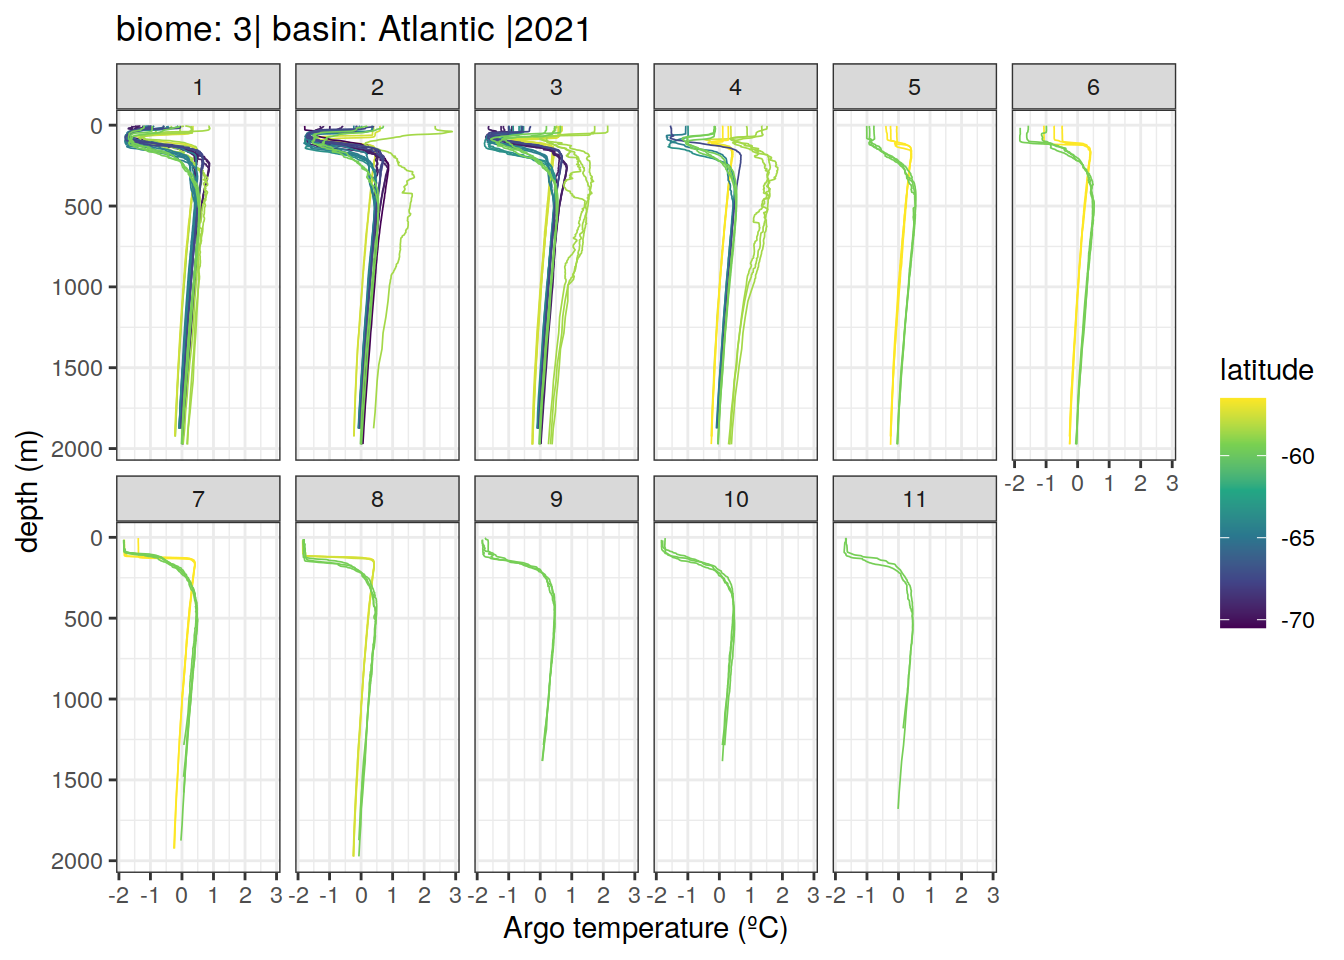 biome: 3| basin: Atlantic |2021
1 2 3 4 5 6
0
500
1000
1500
2000
-2 -1 0 1 2 3
7 8 9 10 11
0
500
1000
1500
2000
-2 -1 0 1 2 3 -2 -1 0 1 2 3 -2 -1 0 1 2 3 -2 -1 0 1 2 3 -2 -1 0 1 2 3
Argo temperature (ºC)
depth (m)
latitude
-60
-65
-70